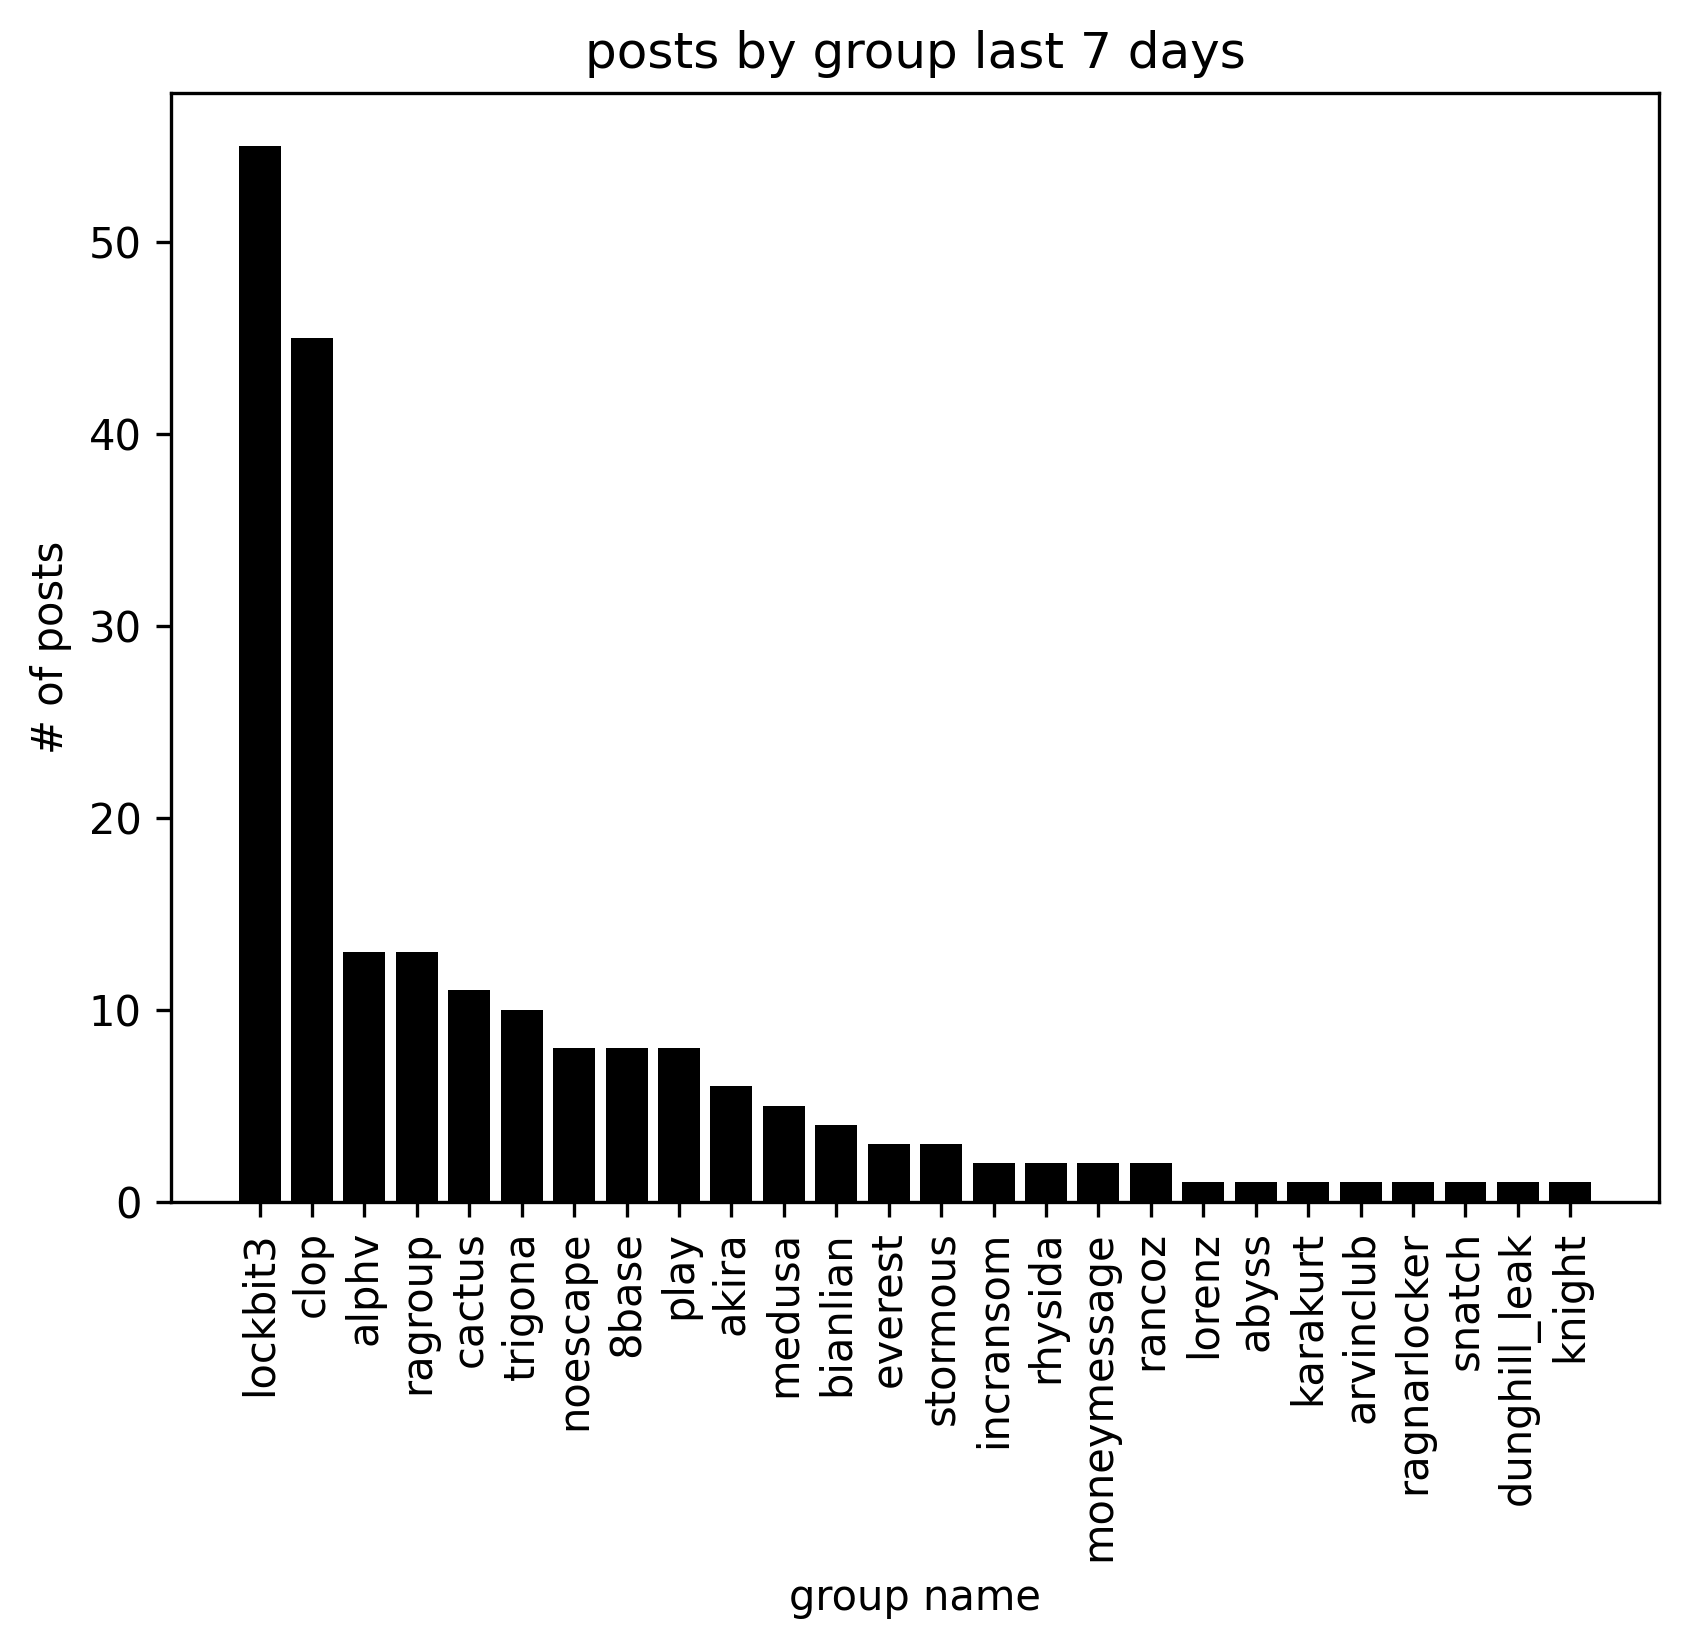 posts by group last 7 days
# of posts
50
40
30
20
10
0
lockbit3
clop
alphv
ragroup
cactus
trigona
noescape
8base
play
akira
medusa
bianlian
everest
stormous
incransom
rhysida
moneymessage
rancoz
lorenz
abyss
karakurt
arvinclub
ragnarlocker
snatch
dunghill_leak
knight
group name